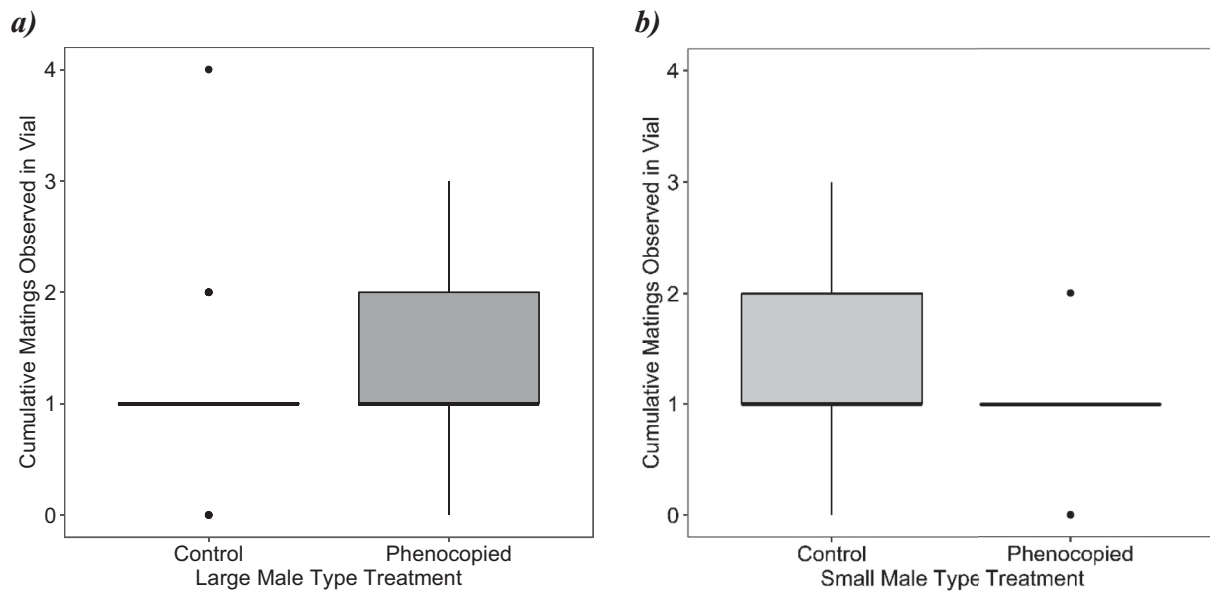 a)
Cumulative Matings Observed in Vial
4
3
2
1
0
Control Phenocopied
Large Male Type Treatment
b)
Cumulative Matings Observed in Vial
4
3
2
1
0
Control Phenocopied
Small Male Type Treatment